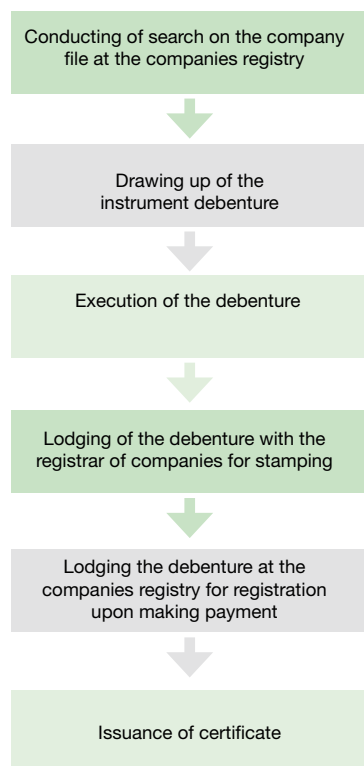 Conducting of search on the company
file at the companies registry
Drawing up of the
instrument debenture
Execution of the debenture
Lodging of the debenture with the
registrar of companies for stamping
Lodging the debenture at the
companies registry for registration
upon making payment
Issuance of certificate